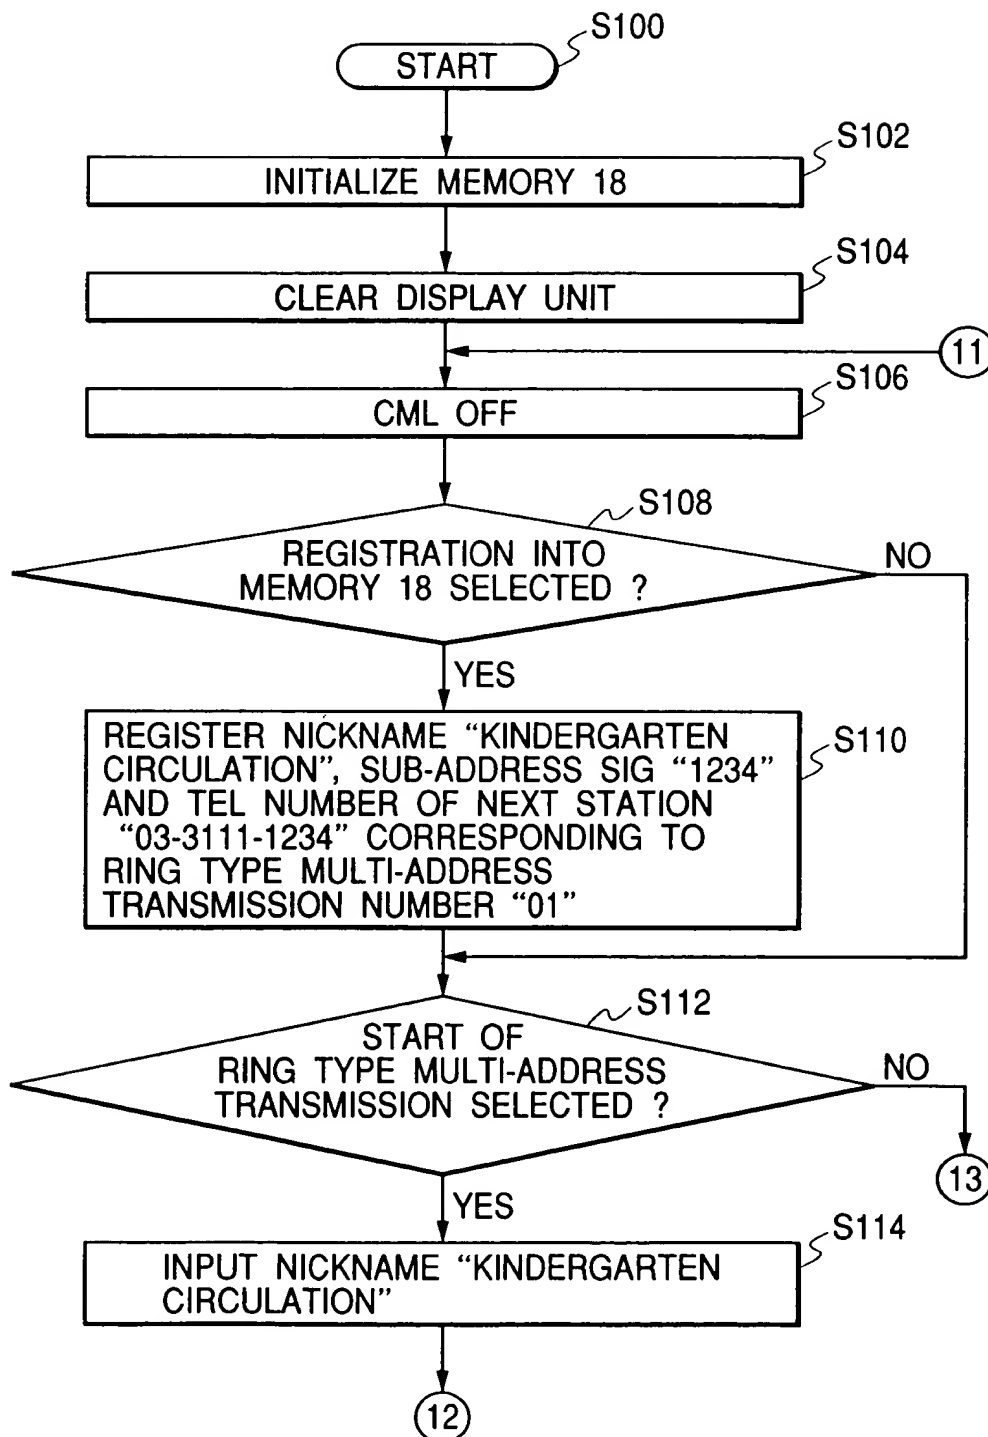 S100
START
S102
INITIALIZE MEMORY 18
S104
CLEAR DISPLAY UNIT
11
S106
CML OFF
S108
REGISTRATION INTO
MEMORY 18 SELECTED ?
NO
YES
S110
REGISTER NICKNAME “KINDERGARTEN
CIRCULATION”, SUB-ADDRESS SIG “1234”
AND TEL NUMBER OF NEXT STATION
“03-3111-1234” CORRESPONDING TO
RING TYPE MULTI-ADDRESS
TRANSMISSION NUMBER “01”
S112
START OF
RING TYPE MULTI-ADDRESS
TRANSMISSION SELECTED ?
NO
13
YES
S114
INPUT NICKNAME “KINDERGARTEN
CIRCULATION”
12